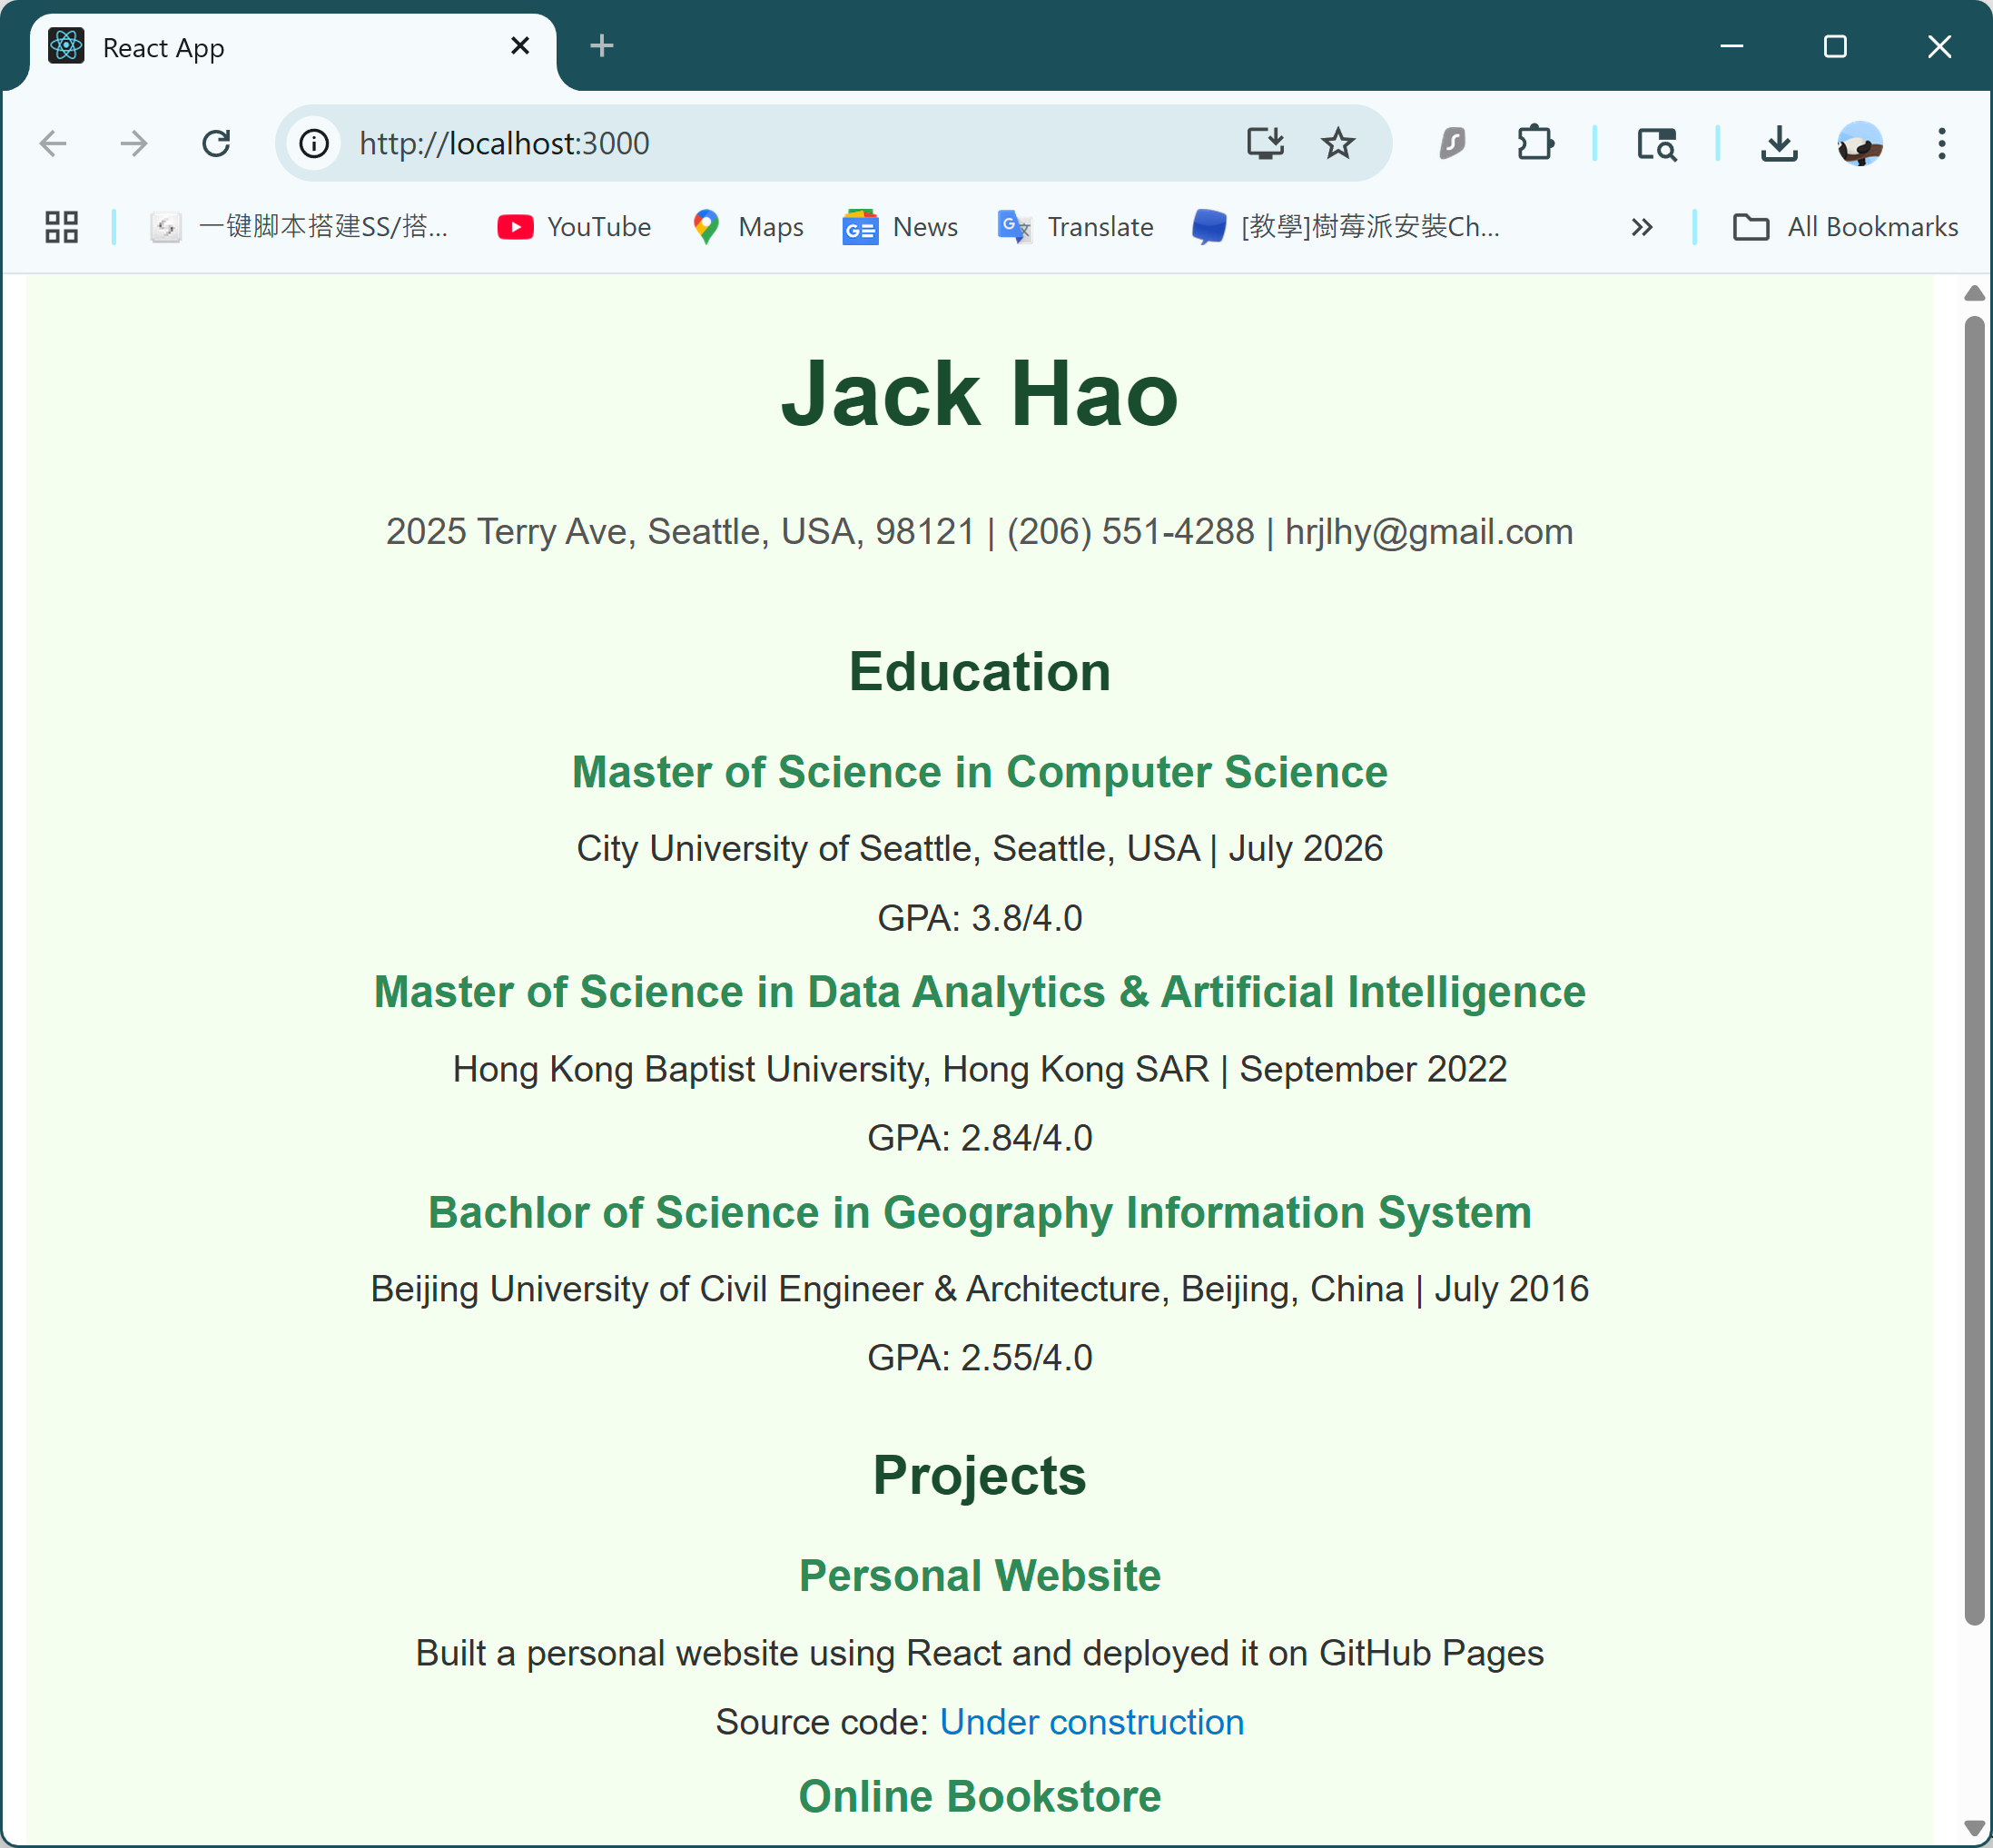 React App
http://localhost:3000
一键脚本搭建SS/搭...
YouTube
Maps
News
Translate
[教學]樹莓派安裝Ch...
All Bookmarks
Jack Hao
2025 Terry Ave, Seattle, USA, 98121 | (206) 551-4288 | hrjlhy@gmail.com
Education
Master of Science in Computer Science
City University of Seattle, Seattle, USA | July 2026
GPA: 3.8/4.0
Master of Science in Data Analytics & Artificial Intelligence
Hong Kong Baptist University, Hong Kong SAR | September 2022
GPA: 2.84/4.0
Bachlor of Science in Geography Information System
Beijing University of Civil Engineer & Architecture, Beijing, China | July 2016
GPA: 2.55/4.0
Projects
Personal Website
Built a personal website using React and deployed it on GitHub Pages
Source code: Under construction
Online Bookstore